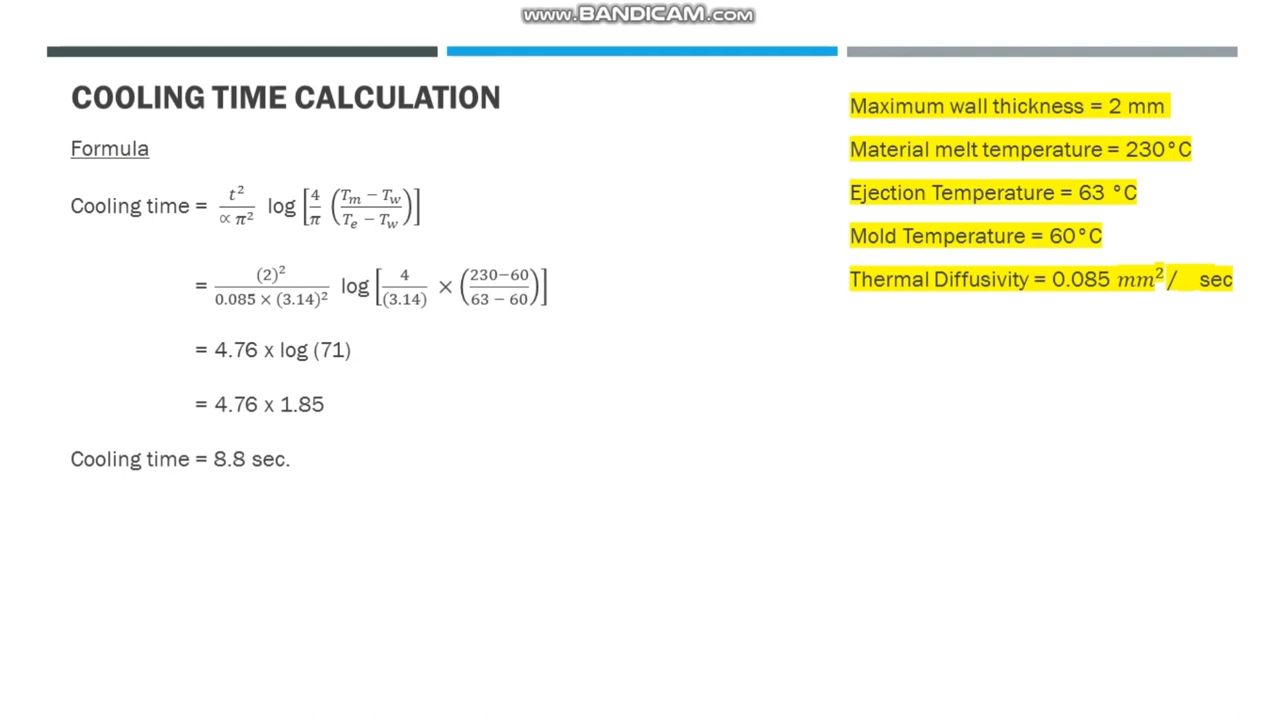 www.BANDICAM.com
COOLING TIME CALCULATION
Formula
Cooling time = t²/∝ π² log [4/π (Tm − Tw/Te − Tw)]
= (2)²/0.085 × (3.14)² log [4/(3.14) × (230−60/63 − 60)]
= 4.76 x log (71)
= 4.76 x 1.85
Cooling time = 8.8 sec.
Maximum wall thickness = 2 mm
Material melt temperature = 230°C
Ejection Temperature = 63 °C
Mold Temperature = 60°C
Thermal Diffusivity = 0.085 mm²/ sec